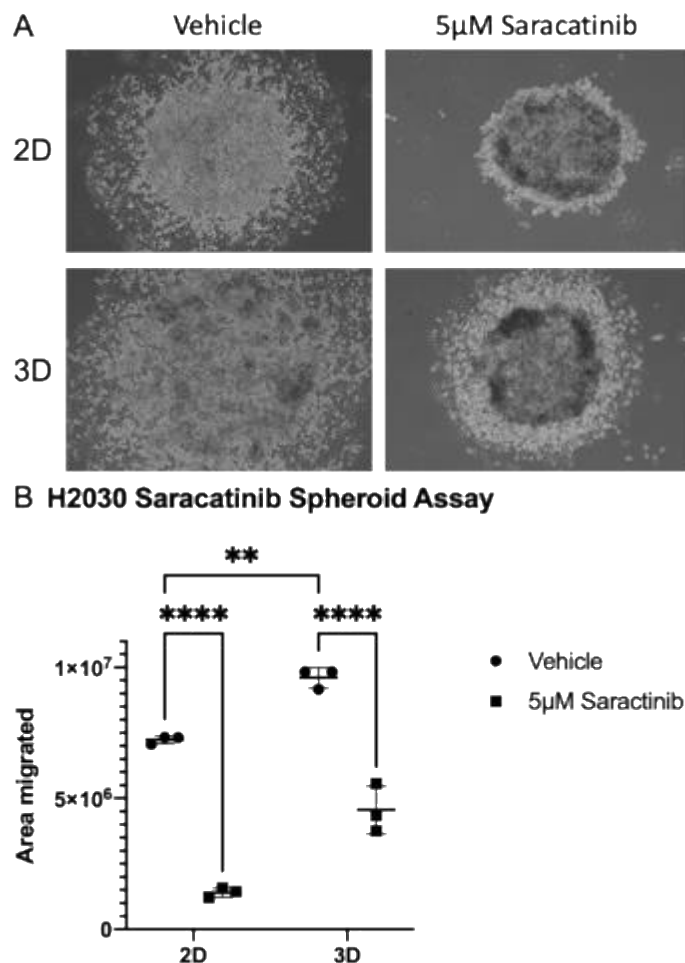 A
Vehicle 5µM Saracatinib
2D
3D
B H2030 Saracatinib Spheroid Assay
**
**** ****
1×10⁷
5×10⁶
0
Area migrated
2D 3D
Vehicle
5µM Saractinib